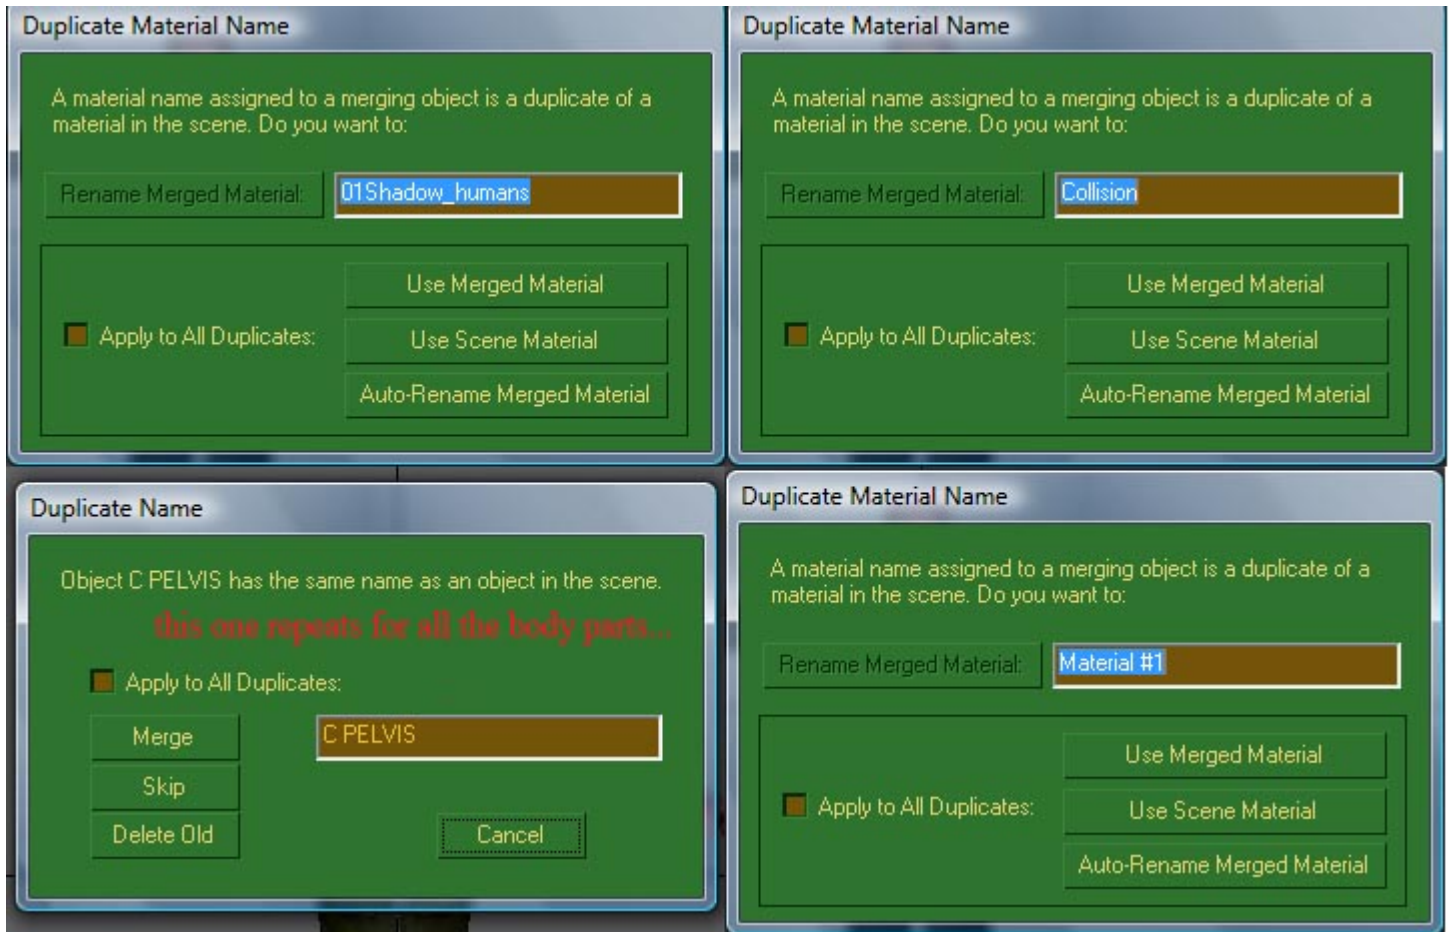 Duplicate Material Name
A material name assigned to a merging object is a duplicate of a
material in the scene. Do you want to:
Rename Merged Material: 01Shadow_humans
Use Merged Material
Apply to All Duplicates:
Use Scene Material
Auto-Rename Merged Material
Duplicate Material Name
A material name assigned to a merging object is a duplicate of a
material in the scene. Do you want to:
Rename Merged Material: Collision
Use Merged Material
Apply to All Duplicates:
Use Scene Material
Auto-Rename Merged Material
Duplicate Name
Object C PELVIS has the same name as an object in the scene.
this one repeats for all the body parts...
Apply to All Duplicates:
Merge
C PELVIS
Skip
Delete Old
Cancel
Duplicate Material Name
A material name assigned to a merging object is a duplicate of a
material in the scene. Do you want to:
Rename Merged Material: Material #1
Use Merged Material
Apply to All Duplicates:
Use Scene Material
Auto-Rename Merged Material